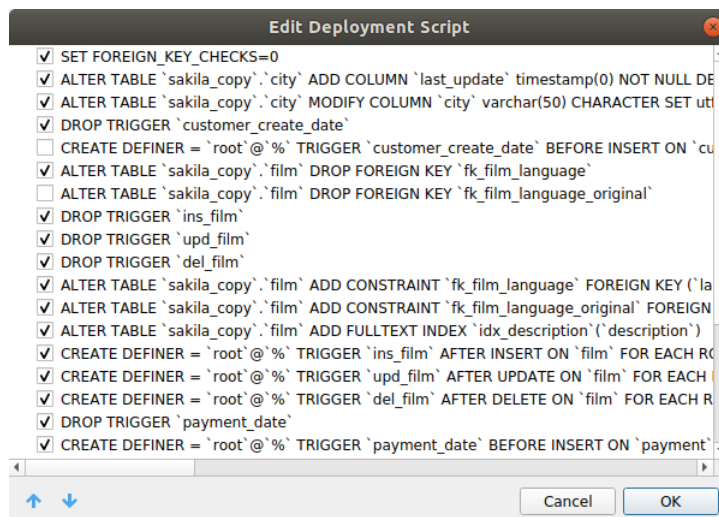 Edit Deployment Script
SET FOREIGN_KEY_CHECKS=0
ALTER TABLE `sakila_copy`.`city` ADD COLUMN `last_update` timestamp(0) NOT NULL DE
ALTER TABLE `sakila_copy`.`city` MODIFY COLUMN `city` varchar(50) CHARACTER SET utf
DROP TRIGGER `customer_create_date`
CREATE DEFINER = `root`@`%` TRIGGER `customer_create_date` BEFORE INSERT ON `cu
ALTER TABLE `sakila_copy`.`film` DROP FOREIGN KEY `fk_film_language`
ALTER TABLE `sakila_copy`.`film` DROP FOREIGN KEY `fk_film_language_original`
DROP TRIGGER `ins_film`
DROP TRIGGER `upd_film`
DROP TRIGGER `del_film`
ALTER TABLE `sakila_copy`.`film` ADD CONSTRAINT `fk_film_language` FOREIGN KEY (`la
ALTER TABLE `sakila_copy`.`film` ADD CONSTRAINT `fk_film_language_original` FOREIGN
ALTER TABLE `sakila_copy`.`film` ADD FULLTEXT INDEX `idx_description`(`description`)
CREATE DEFINER = `root`@`%` TRIGGER `ins_film` AFTER INSERT ON `film` FOR EACH RO
CREATE DEFINER = `root`@`%` TRIGGER `upd_film` AFTER UPDATE ON `film` FOR EACH
CREATE DEFINER = `root`@`%` TRIGGER `del_film` AFTER DELETE ON `film` FOR EACH R
DROP TRIGGER `payment_date`
CREATE DEFINER = `root`@`%` TRIGGER `payment_date` BEFORE INSERT ON `payment`
Cancel
OK